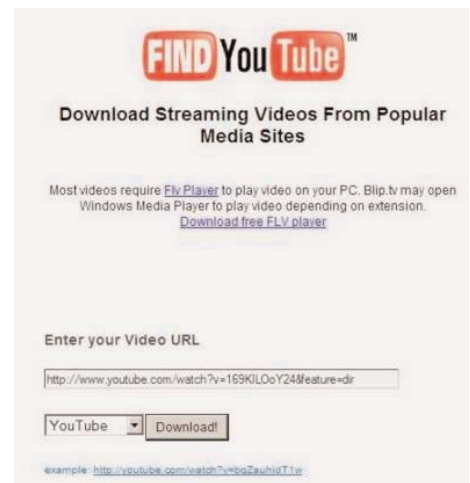 FIND You Tube™
Download Streaming Videos From Popular
Media Sites
Most videos require Flv Player to play video on your PC. Blip.tv may open
Windows Media Player to play video depending on extension.
Download free FLV player
Enter your Video URL
http://www.youtube.com/watch?v=169KILOoY24&feature=dir
YouTube Download!
example: http://youtube.com/watch?v=bqZauhidT1w